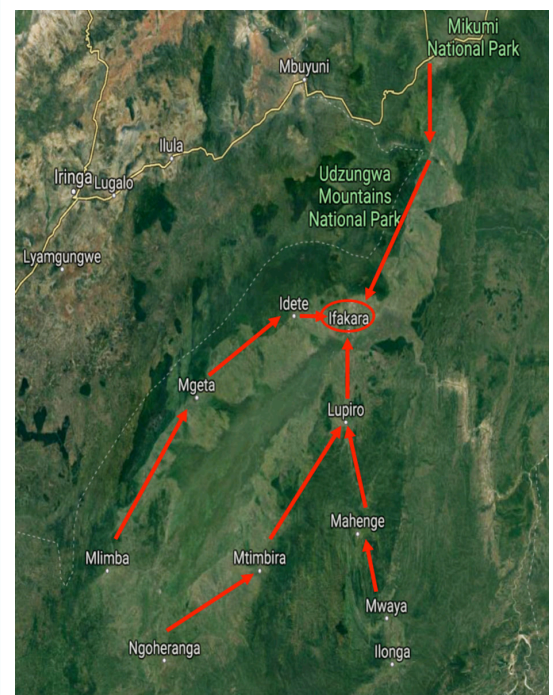 Mikumi
National Park
Mbuyuni
Ilula
Iringa
Lugalo
Udzungwa
Mountains
National Park
Lyamgungwe
Idete
Ifakara
Mgeta
Lupiro
Mahenge
Mlimba
Mtimbira
Mwaya
Ngoheranga
Ilonga